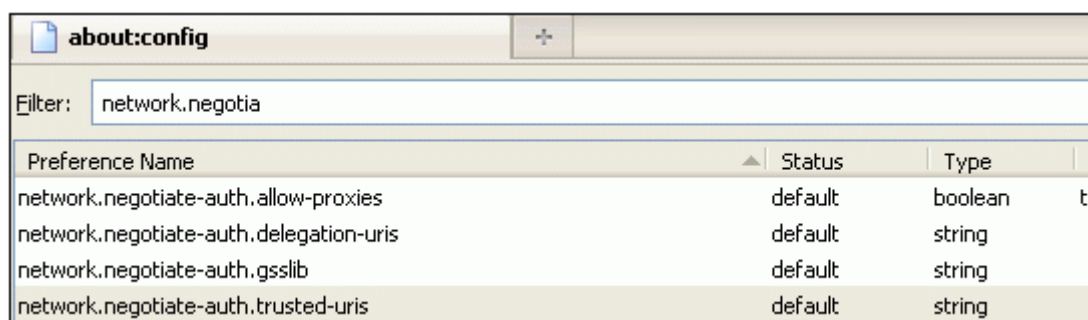 about:config
Filter: network.negotia
Preference Name Status Type
network.negotiate-auth.allow-proxies default boolean t
network.negotiate-auth.delegation-uris default string
network.negotiate-auth.gsslib default string
network.negotiate-auth.trusted-uris default string